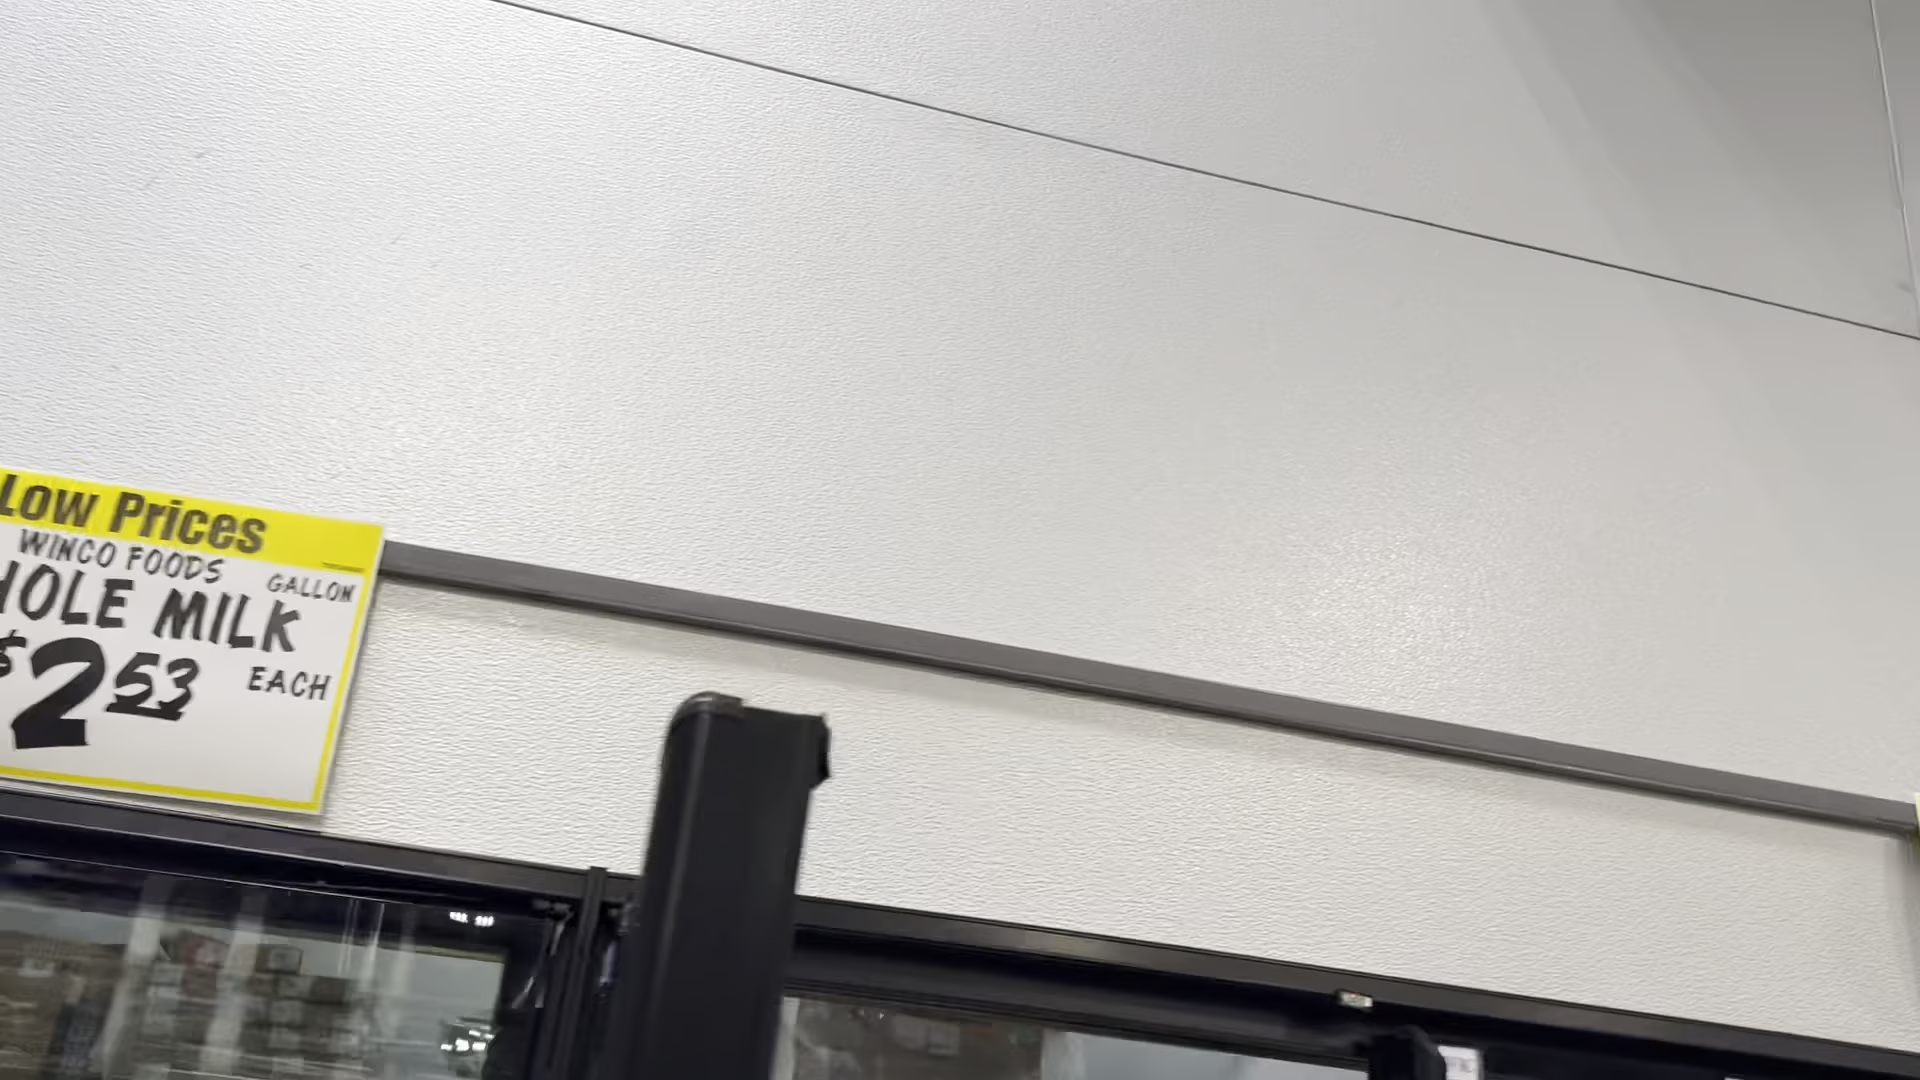 Low Prices
WINCO FOODS
GALLON
HOLE MILK
$2 53 EACH